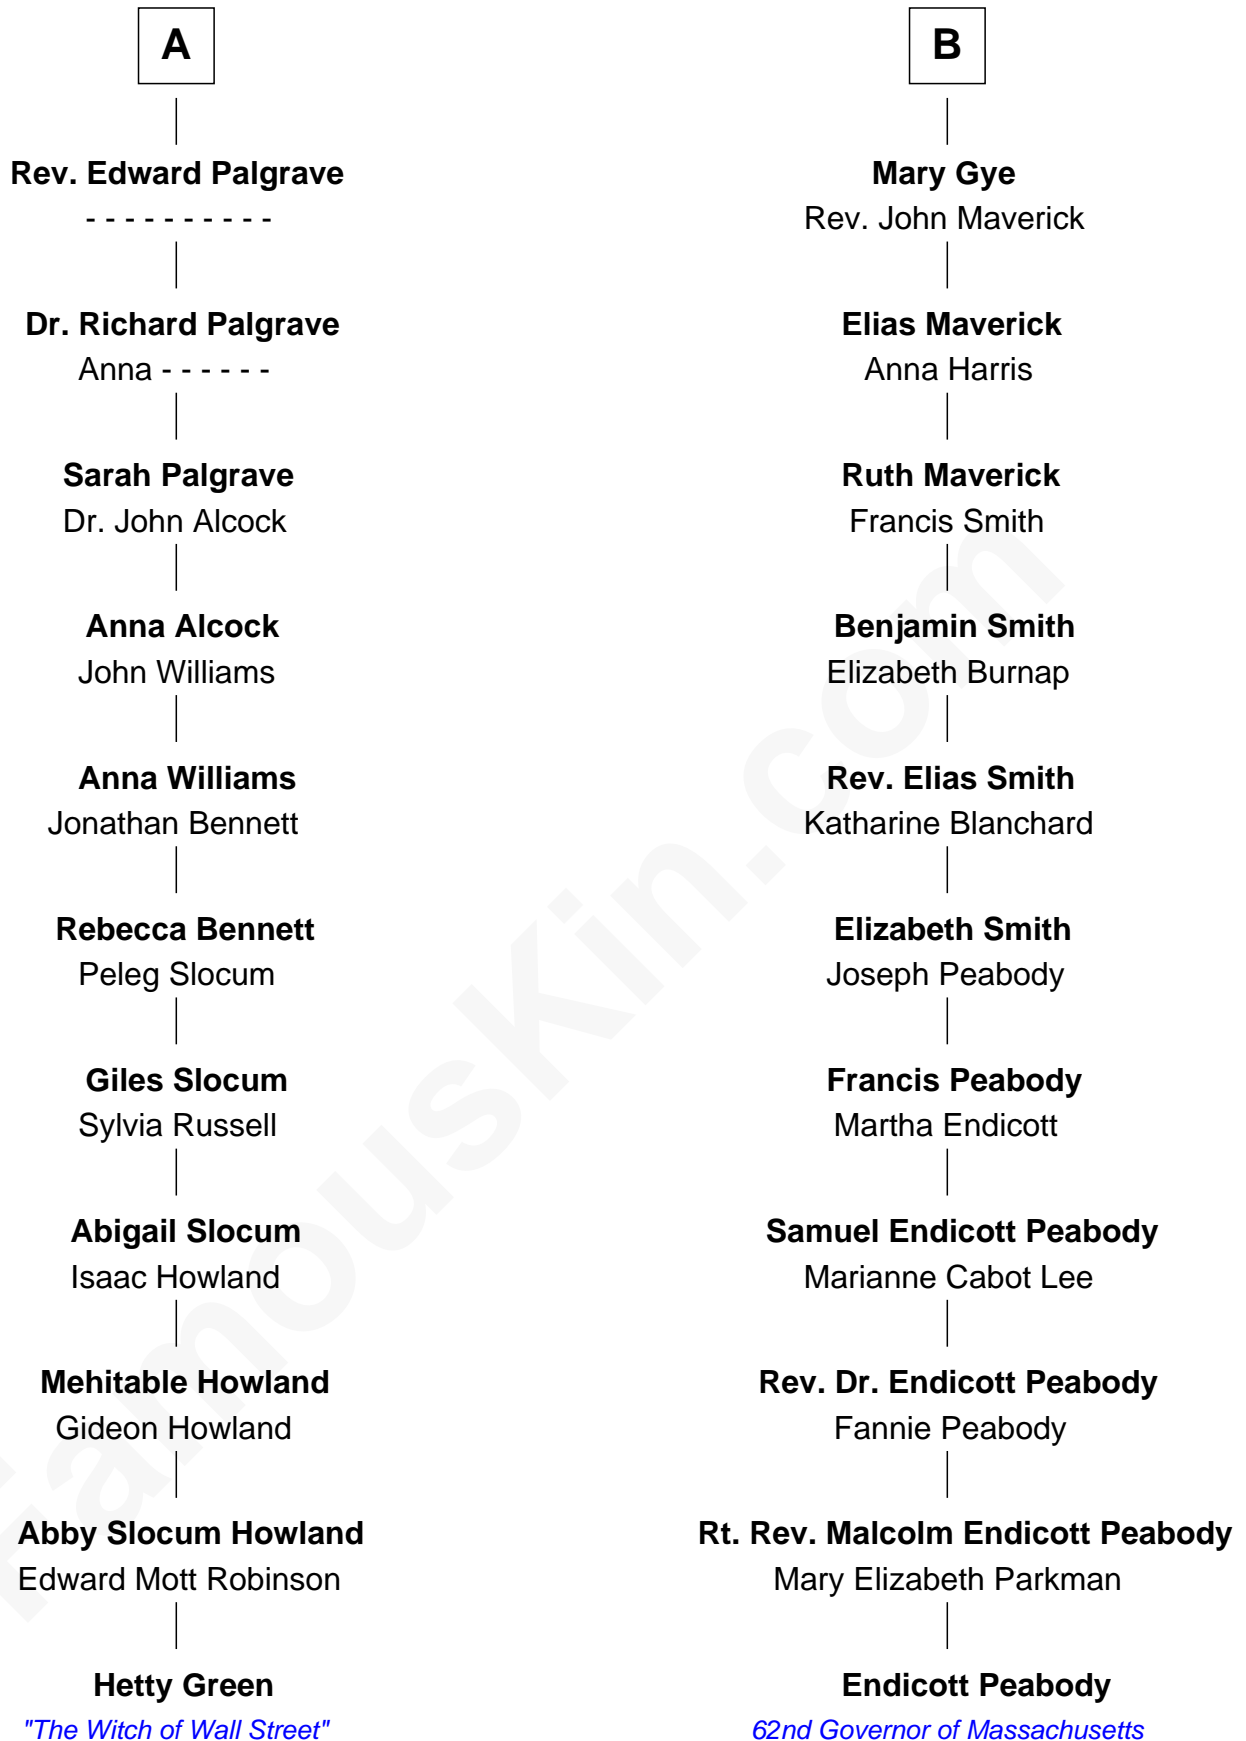 A
Rev. Edward Palgrave
- - - - - - - - - -
Dr. Richard Palgrave
Anna - - - - - -
Sarah Palgrave
Dr. John Alcock
Anna Alcock
John Williams
Anna Williams
Jonathan Bennett
Rebecca Bennett
Peleg Slocum
Giles Slocum
Sylvia Russell
Abigail Slocum
Isaac Howland
Mehitable Howland
Gideon Howland
Abby Slocum Howland
Edward Mott Robinson
Hetty Green
"The Witch of Wall Street"
B
Mary Gye
Rev. John Maverick
Elias Maverick
Anna Harris
Ruth Maverick
Francis Smith
Benjamin Smith
Elizabeth Burnap
Rev. Elias Smith
Katharine Blanchard
Elizabeth Smith
Joseph Peabody
Francis Peabody
Martha Endicott
Samuel Endicott Peabody
Marianne Cabot Lee
Rev. Dr. Endicott Peabody
Fannie Peabody
Rt. Rev. Malcolm Endicott Peabody
Mary Elizabeth Parkman
Endicott Peabody
62nd Governor of Massachusetts
FamousKin.com